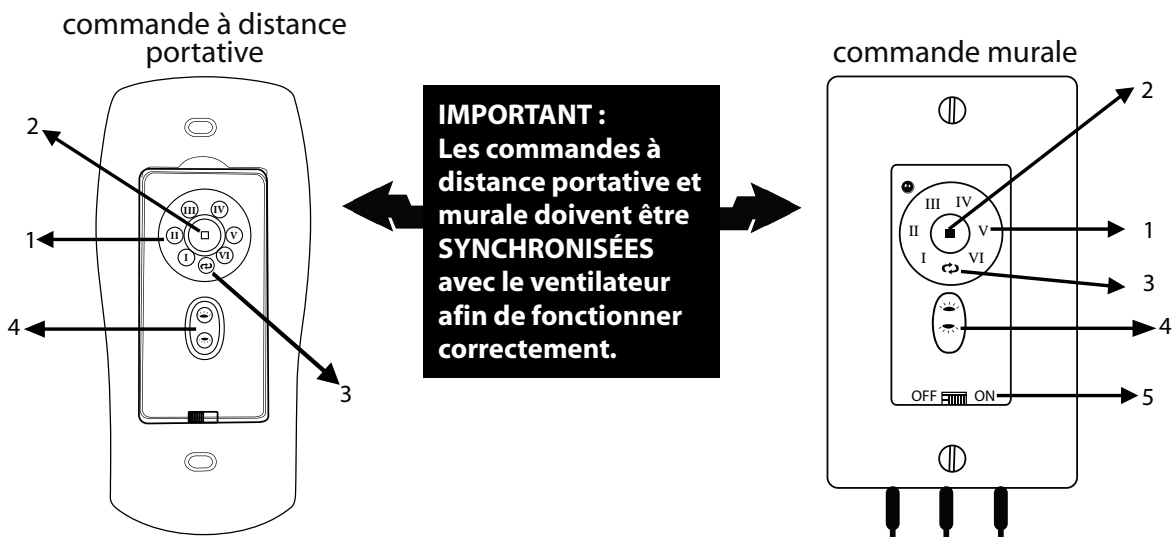 commande à distance
portative
2
1
4
3
III IV
II V
I VI
IMPORTANT :
Les commandes à
distance portative et
murale doivent être
SYNCHRONISÉES
avec le ventilateur
afin de fonctionner
correctement.
commande murale
2
1
3
4
5
III IV
II V
I VI
OFF ON